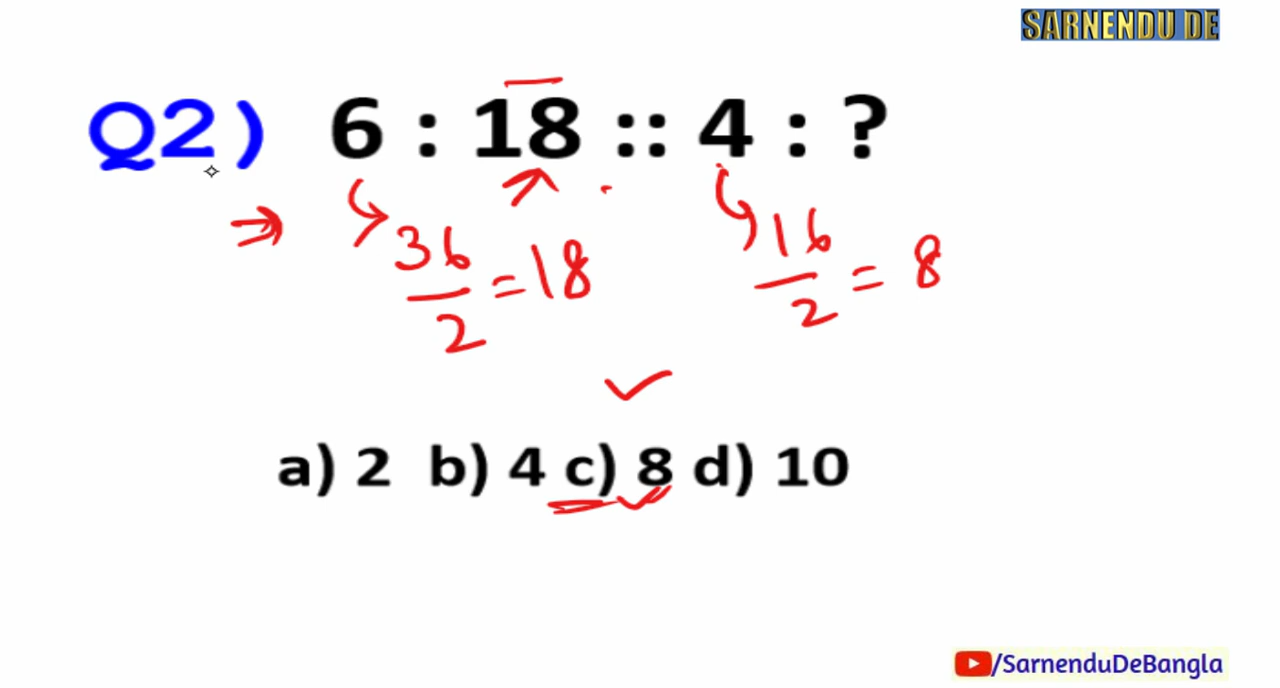 SARNENDU DE
Q2) 6 : 18 :: 4 : ?
36/2 = 18 16/2 = 8
a) 2 b) 4 c) 8 d) 10
/SarnenduDeBangla